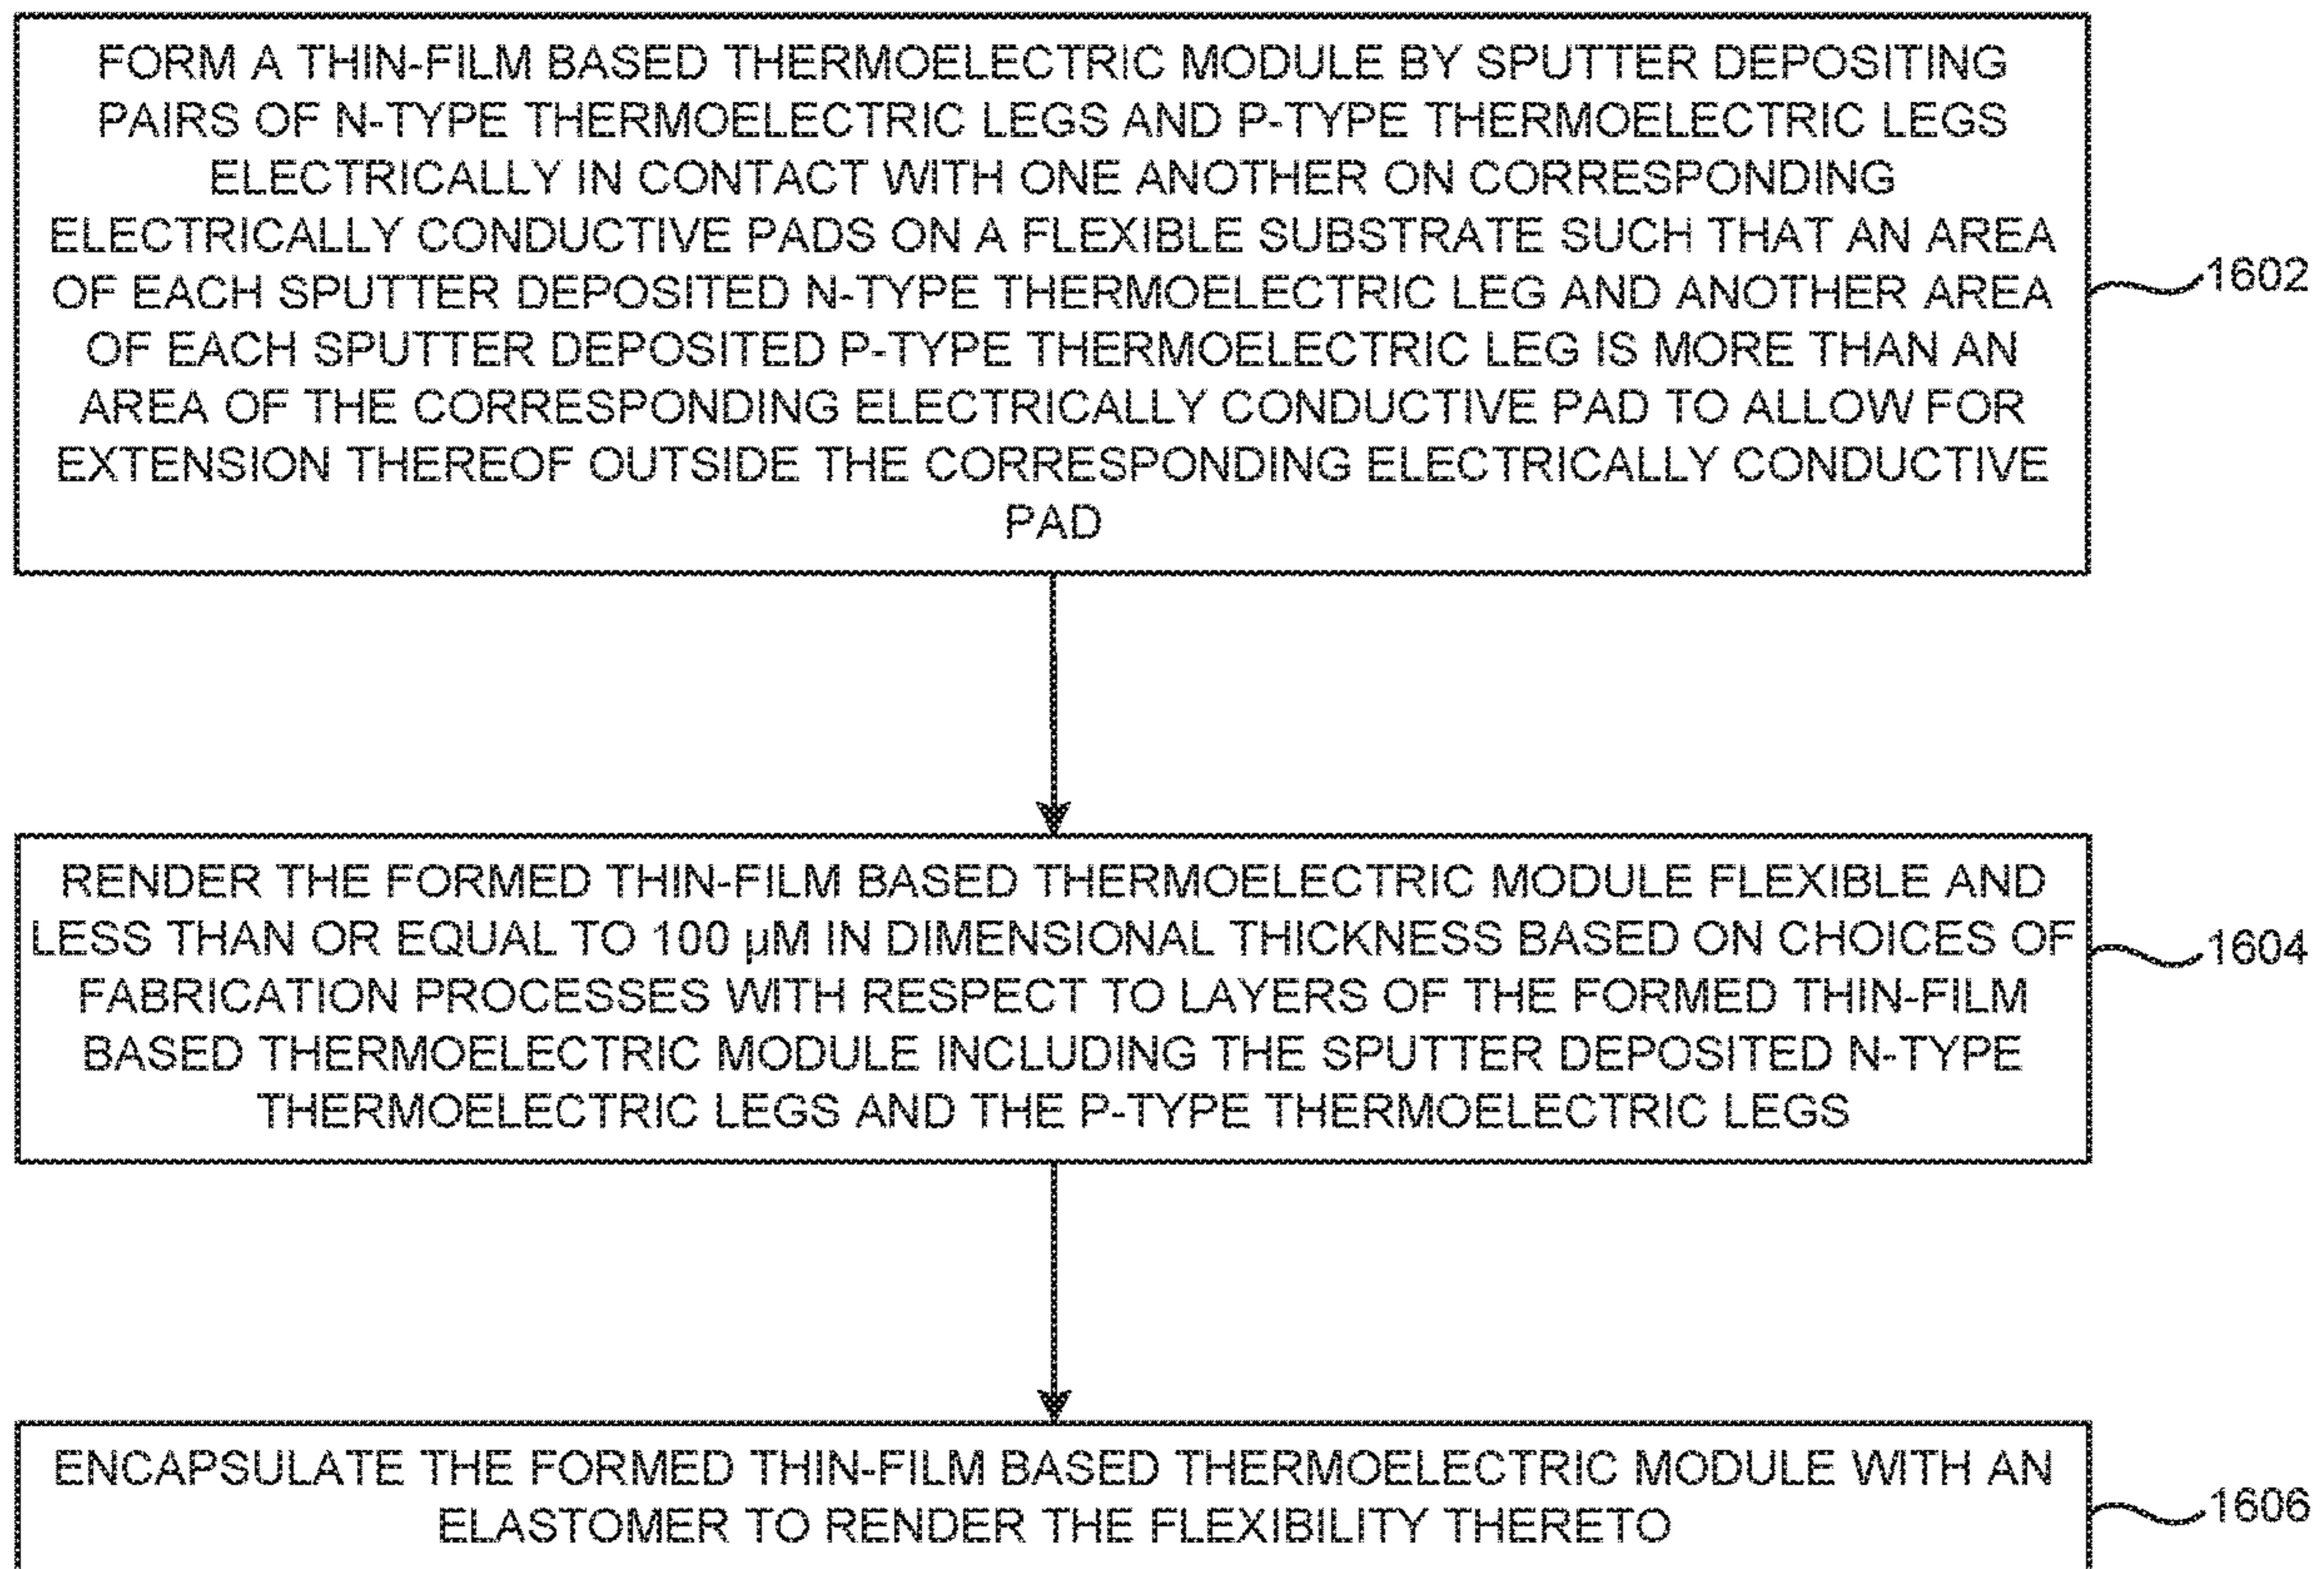 FORM A THIN-FILM BASED THERMOELECTRIC MODULE BY SPUTTER DEPOSITING
PAIRS OF N-TYPE THERMOELECTRIC LEGS AND P-TYPE THERMOELECTRIC LEGS
ELECTRICALLY IN CONTACT WITH ONE ANOTHER ON CORRESPONDING
ELECTRICALLY CONDUCTIVE PADS ON A FLEXIBLE SUBSTRATE SUCH THAT AN AREA
OF EACH SPUTTER DEPOSITED N-TYPE THERMOELECTRIC LEG AND ANOTHER AREA
OF EACH SPUTTER DEPOSITED P-TYPE THERMOELECTRIC LEG IS MORE THAN AN
AREA OF THE CORRESPONDING ELECTRICALLY CONDUCTIVE PAD TO ALLOW FOR
EXTENSION THEREOF OUTSIDE THE CORRESPONDING ELECTRICALLY CONDUCTIVE
PAD
1602
RENDER THE FORMED THIN-FILM BASED THERMOELECTRIC MODULE FLEXIBLE AND
LESS THAN OR EQUAL TO 100 µM IN DIMENSIONAL THICKNESS BASED ON CHOICES OF
FABRICATION PROCESSES WITH RESPECT TO LAYERS OF THE FORMED THIN-FILM
BASED THERMOELECTRIC MODULE INCLUDING THE SPUTTER DEPOSITED N-TYPE
THERMOELECTRIC LEGS AND THE P-TYPE THERMOELECTRIC LEGS
1604
ENCAPSULATE THE FORMED THIN-FILM BASED THERMOELECTRIC MODULE WITH AN
ELASTOMER TO RENDER THE FLEXIBILITY THERETO
1606